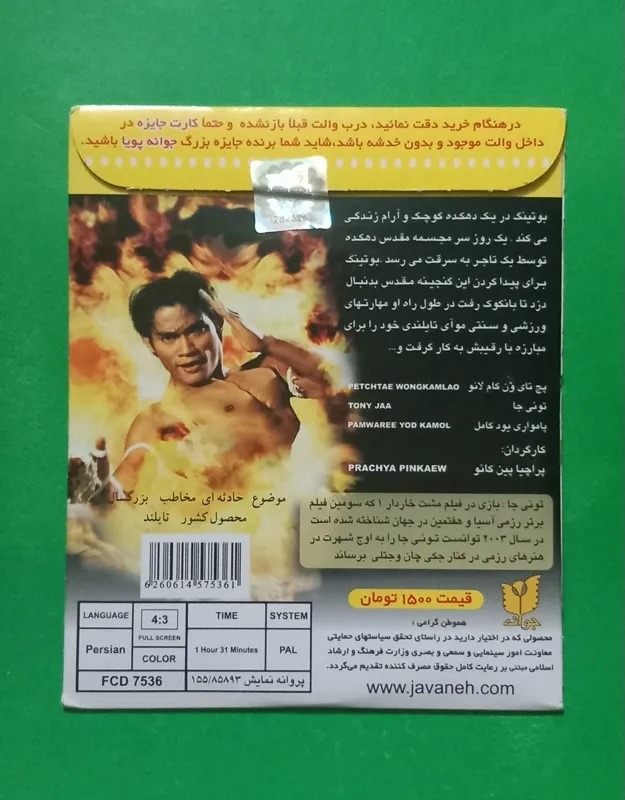 درهنگام خرید دقت نمائید، درب والت قبلاً بازنشده و حتماً کارت جایزه در
داخل والت موجود و بدون خدشه باشد،شاید شما برنده جایزه بزرگ جوانه پویا باشید.
بوتینگ در یک دهکده کوچک و آرام زندگی
می کند . یک روز سر مجسمه مقدس دهکده
توسط یک تاجر به سرقت می رسد .بوتینگ
برای پیدا کردن این گنجینه مقدس بدنبال
دزد تا بانکوک رفت در طول راه او مهارتهای
ورزشی و سنتی موآی تایلندی خود را برای
مبارزه با رقیبش به کار گرفت و...
پچ تای ون گام لائو PETCHTAE WONGKAMLAO
تونی جا TONY JAA
پامواری یود کامل PAMWAREE YOD KAMOL
کارگردان:
پراچیا پین کائو PRACHYA PINKAEW
موضوع حادثه ای مخاطب بزرگسال
محصول کشور تایلند
تونی جا : بازی در فیلم مشت خاردار ۱ که سومین فیلم
برتر رزمی آسیا و هفتمین در جهان شناخته شده است
در سال ۲۰۰۳ توانست تونی جا را به اوج شهرت در
هنرهای رزمی در کنار جکی چان وجتلی برساند
6260614575361
قیمت ۱۵۰۰ تومان
جوانه
هموطن گرامی :
محصولی که در اختیار دارید در راستای تحقق سیاستهای حمایتی
معاونت امور سینمایی و سمعی و بصری وزارت فرهنگ و ارشاد
اسلامی مبتنی بر رعایت کامل حقوق مصرف کننده تقدیم می‌گردد.
www.javaneh.com
LANGUAGE 4:3 TIME SYSTEM
FULL SCREEN
Persian COLOR 1 Hour 31 Minutes PAL
FCD 7536 پروانه نمایش ۱۵۵/۸۵۸۹۳